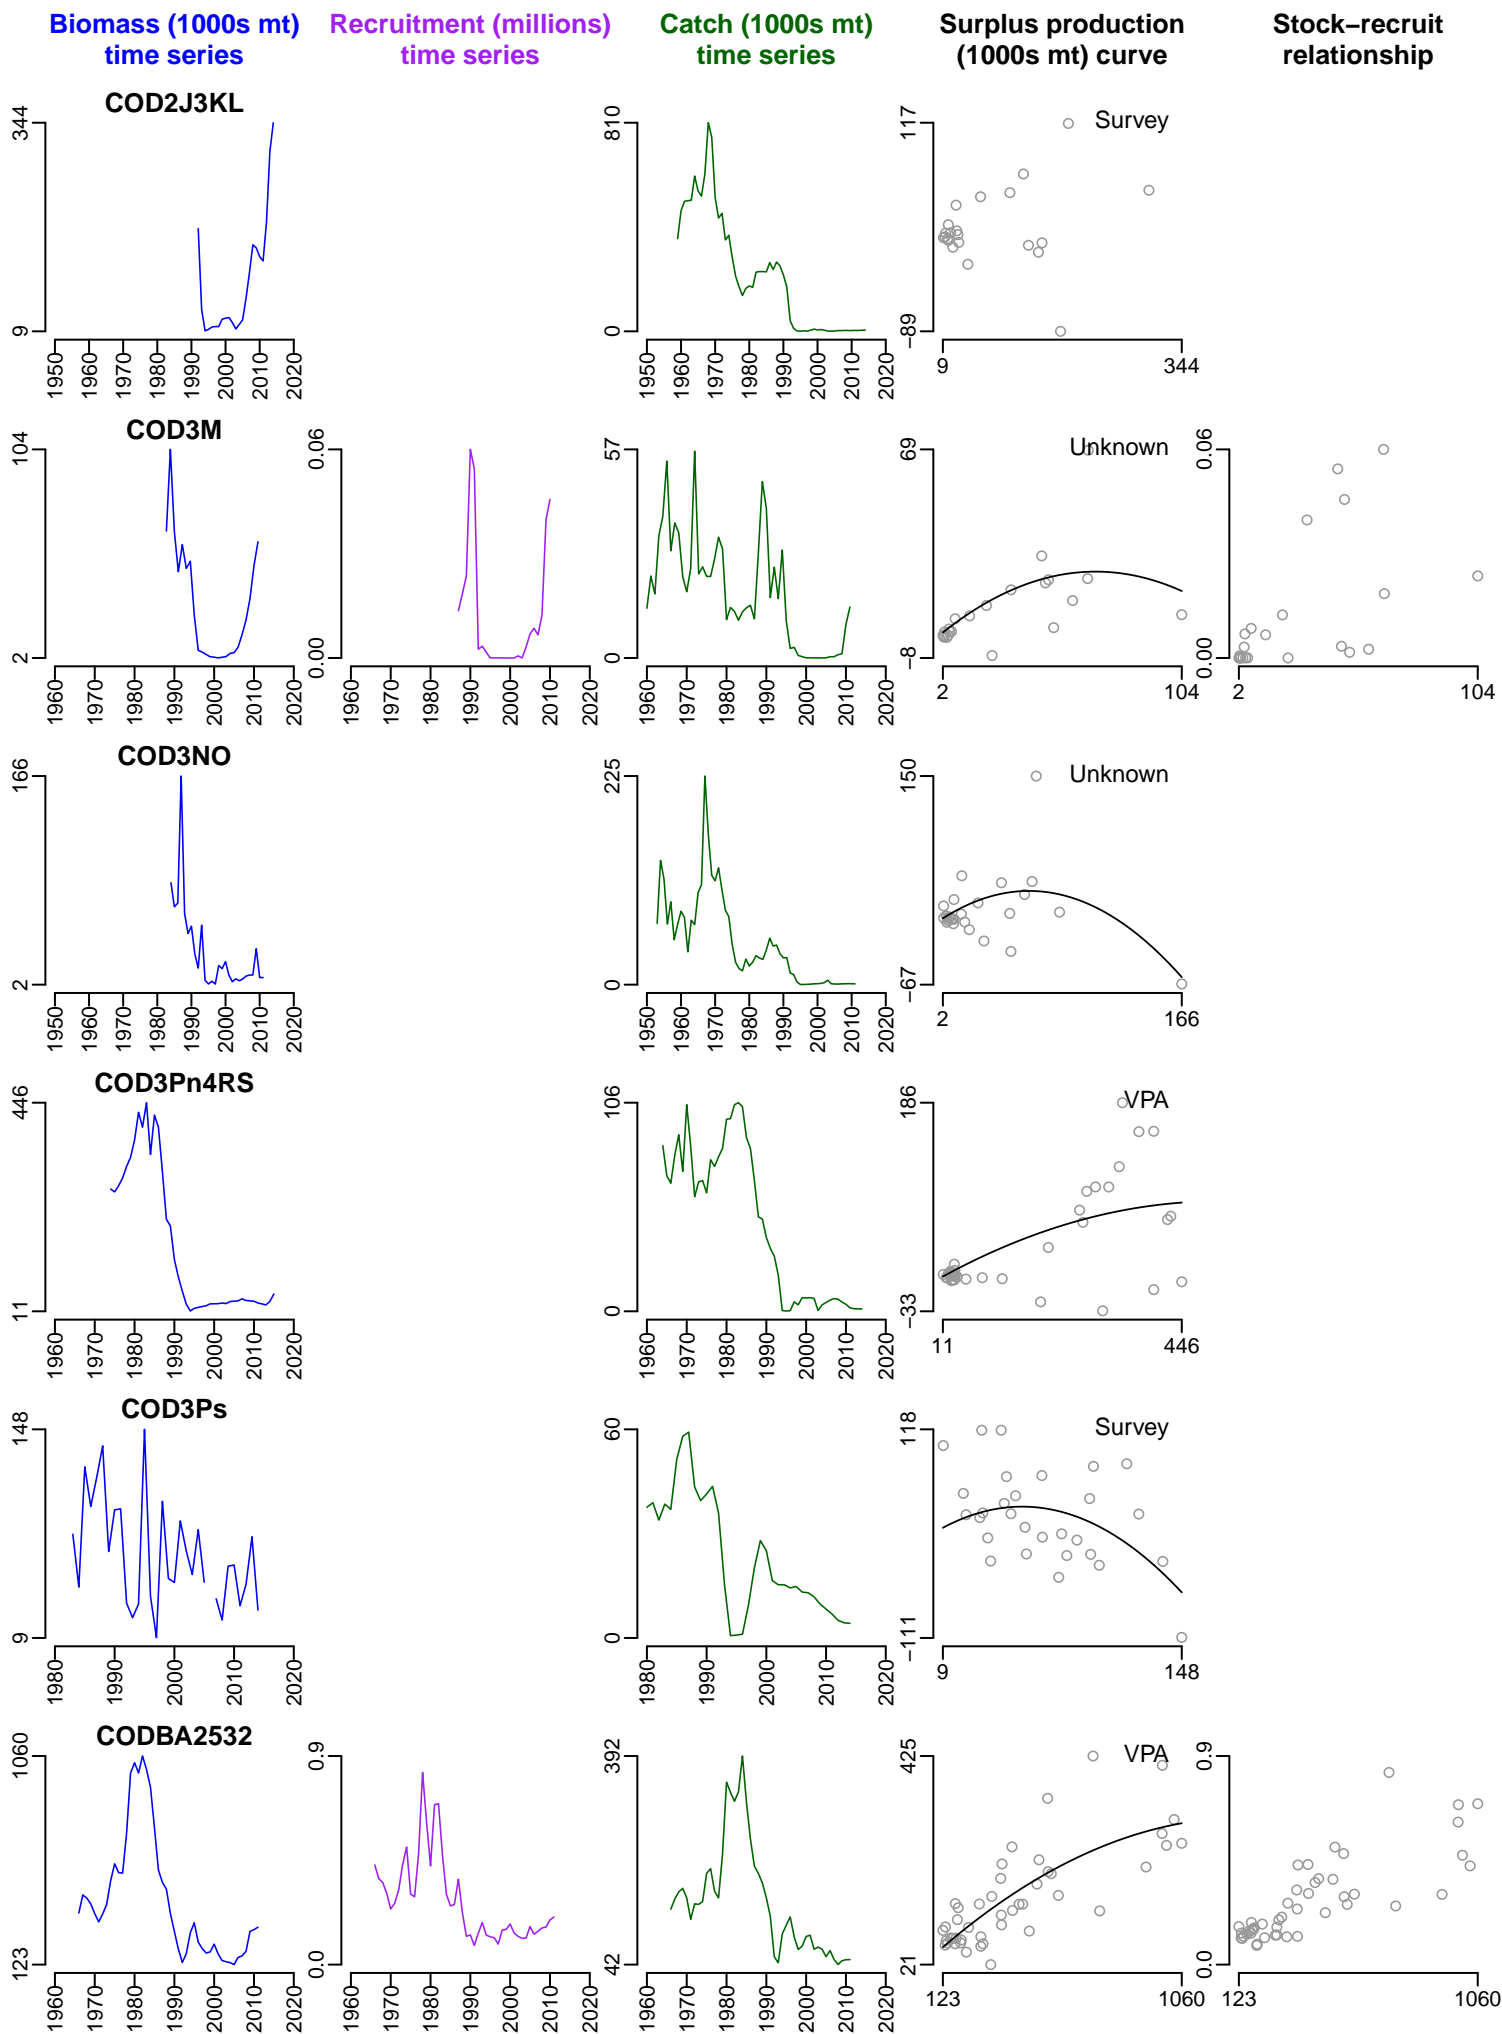 Biomass (1000s mt) Recruitment (millions) Catch (1000s mt) Surplus production Stock−recruit
time series time series time series (1000s mt) curve relationship
COD2J3KL
344 9
1950 1960 1970 1980 1990 2000 2010 2020
810 0
1950 1960 1970 1980 1990 2000 2010 2020
Survey
117 −89
9 344
COD3M
104 2
1960 1970 1980 1990 2000 2010 2020
0.06 0.00
1960 1970 1980 1990 2000 2010 2020
57 0
1960 1970 1980 1990 2000 2010 2020
Unknown
69 −8
2 104
0.06 0.00
2 104
COD3NO
166 2
1950 1960 1970 1980 1990 2000 2010 2020
225 0
1950 1960 1970 1980 1990 2000 2010 2020
Unknown
150 −67
2 166
COD3Pn4RS
446 11
1960 1970 1980 1990 2000 2010 2020
106 0
1960 1970 1980 1990 2000 2010 2020
VPA
186 −33
11 446
COD3Ps
148 9
1980 1990 2000 2010 2020
60 0
1980 1990 2000 2010 2020
Survey
118 −111
9 148
CODBA2532
1060 123
1960 1970 1980 1990 2000 2010 2020
0.9 0.0
1960 1970 1980 1990 2000 2010 2020
392 42
1960 1970 1980 1990 2000 2010 2020
VPA
425 21
123 1060
0.9 0.0
123 1060